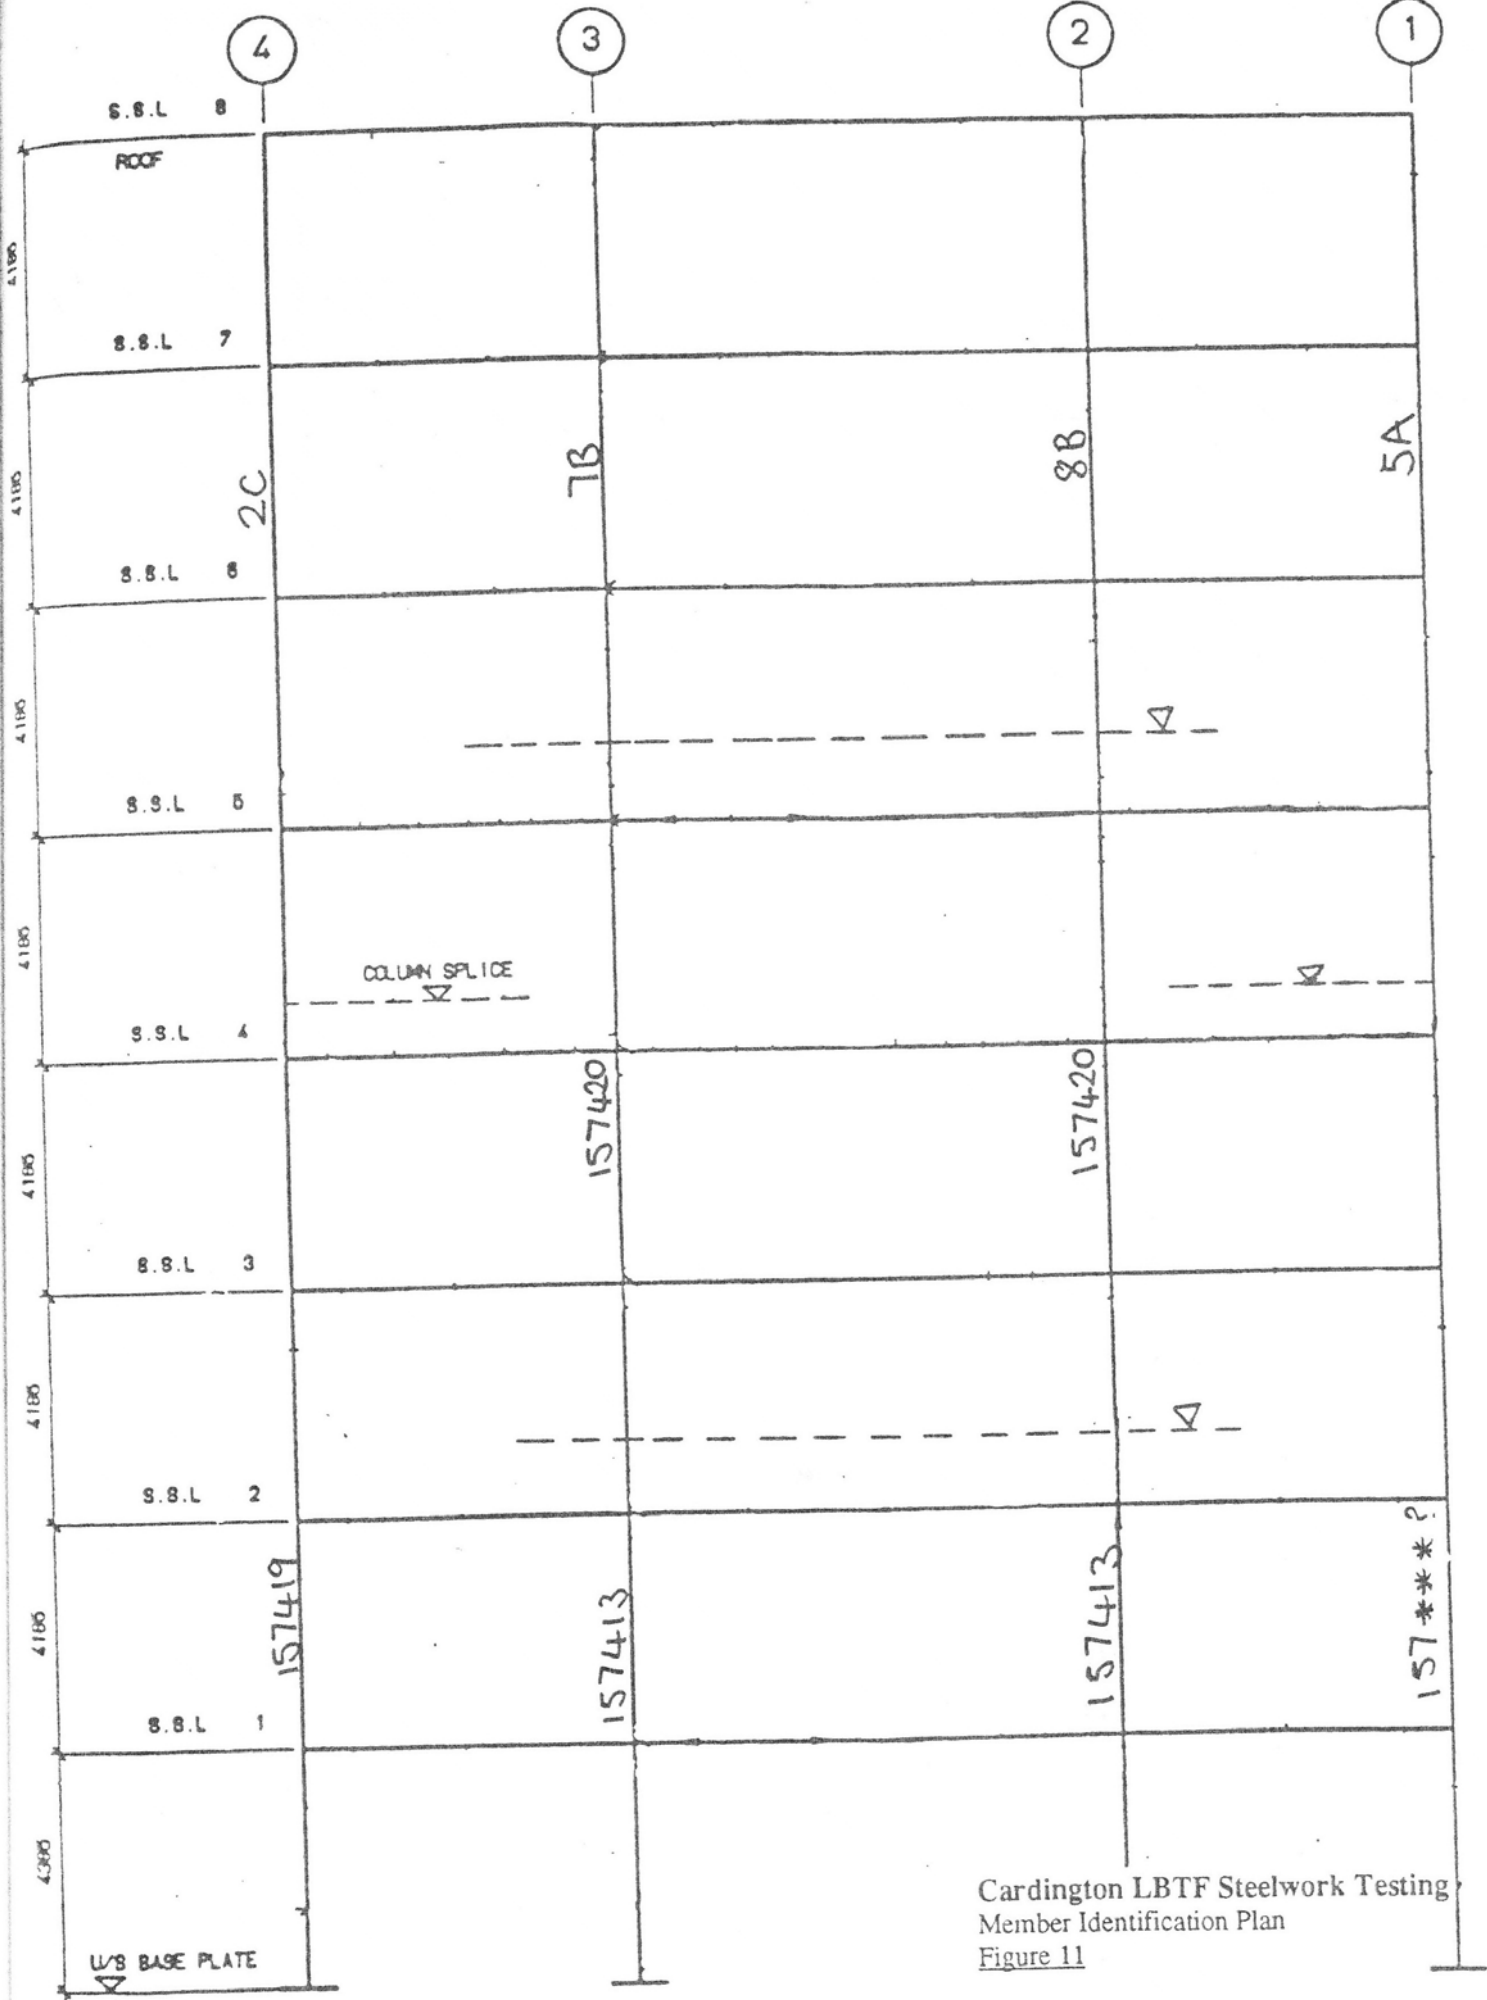 4
3
2
1
S.S.L 8
ROOF
4185
S.S.L 7
4185
2C
7B
8B
5A
S.S.L 6
4185
S.S.L 5
4185
COLUMN SPLICE
S.S.L 4
157420
157420
4185
S.S.L 3
4185
S.S.L 2
157419
157413
157413
157***?
4185
S.S.L 1
4385
U/S BASE PLATE
Cardington LBTF Steelwork Testing
Member Identification Plan
Figure 11